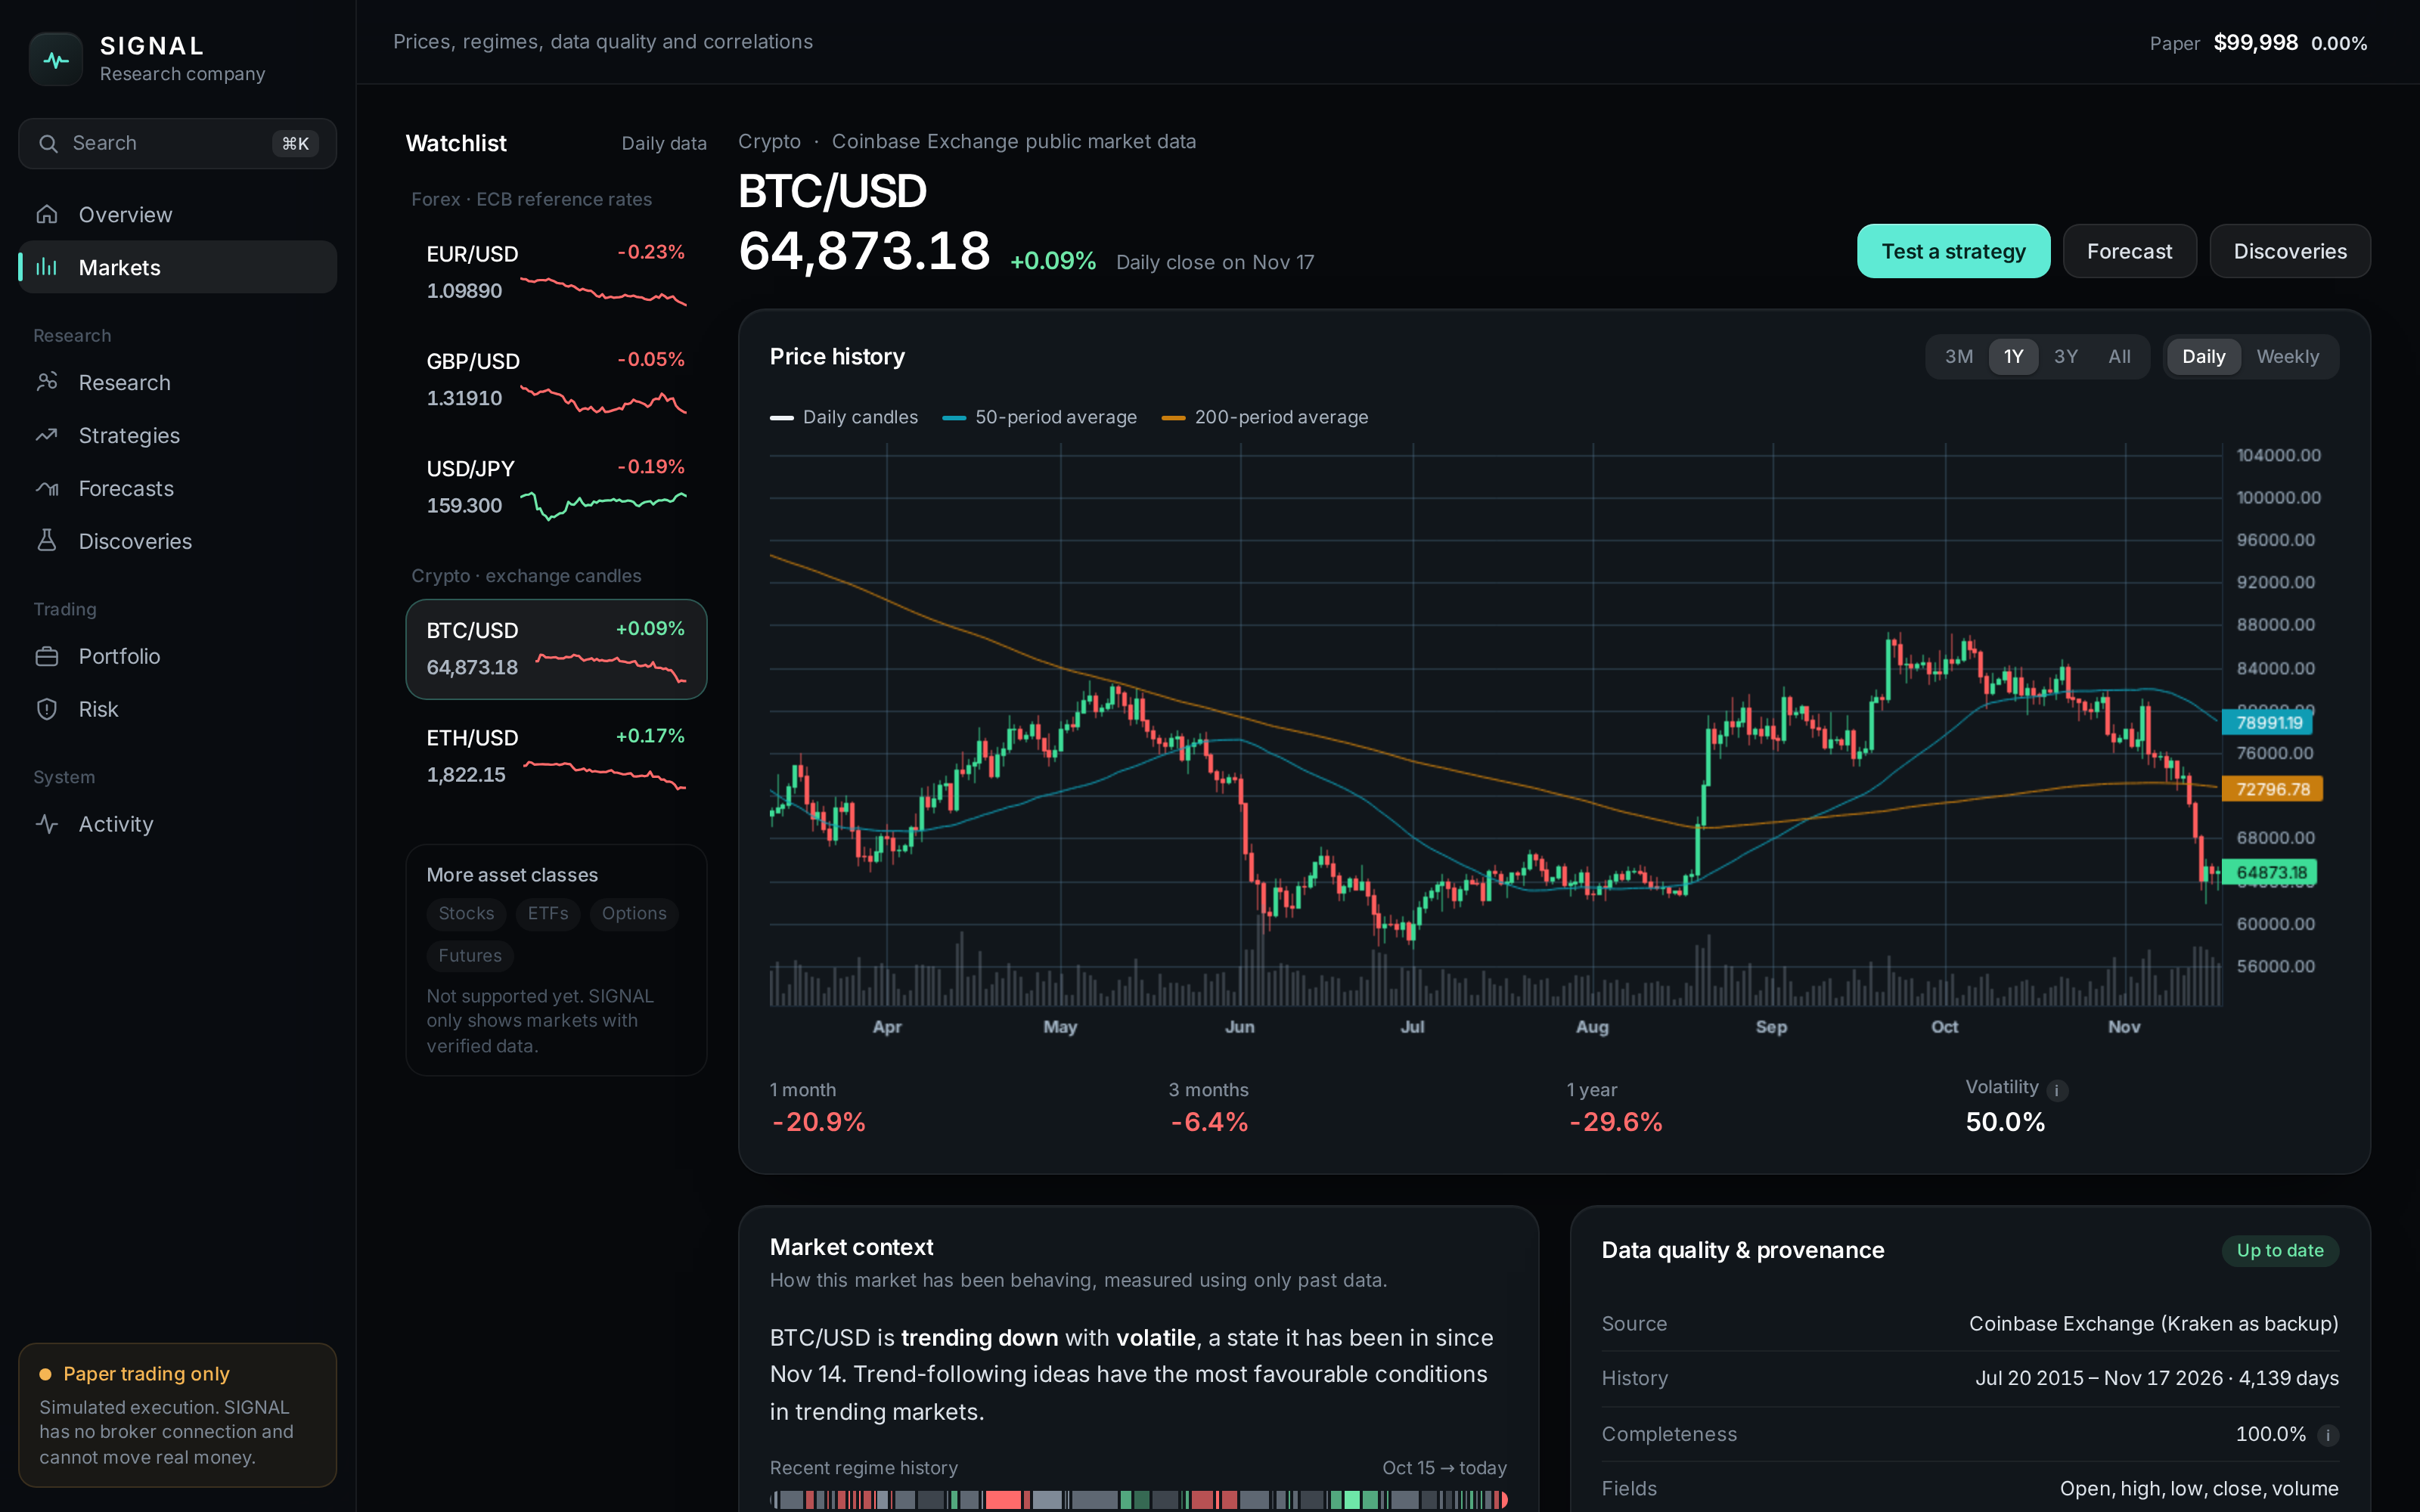 SIGNAL
Research company
Search
⌘K
Overview
Markets
Research
Research
Strategies
Forecasts
Discoveries
Trading
Portfolio
Risk
System
Activity
Paper trading only
Simulated execution. SIGNAL
has no broker connection and
cannot move real money.
Prices, regimes, data quality and correlations
Paper $99,998 0.00%
Watchlist
Daily data
Forex · ECB reference rates
EUR/USD -0.23%
1.09890
GBP/USD -0.05%
1.31910
USD/JPY -0.19%
159.300
Crypto · exchange candles
BTC/USD +0.09%
64,873.18
ETH/USD +0.17%
1,822.15
More asset classes
Stocks ETFs Options
Futures
Not supported yet. SIGNAL
only shows markets with
verified data.
Crypto · Coinbase Exchange public market data
BTC/USD
64,873.18 +0.09% Daily close on Nov 17
Test a strategy Forecast Discoveries
Price history
3M 1Y 3Y All Daily Weekly
Daily candles 50-period average 200-period average
104000.00
100000.00
96000.00
92000.00
88000.00
84000.00
78991.19
76000.00
72796.78
68000.00
64873.18
60000.00
56000.00
Apr May Jun Jul Aug Sep Oct Nov
1 month 3 months 1 year Volatility i
-20.9% -6.4% -29.6% 50.0%
Market context
How this market has been behaving, measured using only past data.
BTC/USD is trending down with volatile, a state it has been in since
Nov 14. Trend-following ideas have the most favourable conditions
in trending markets.
Recent regime history Oct 15 → today
Data quality & provenance
Up to date
Source Coinbase Exchange (Kraken as backup)
History Jul 20 2015 – Nov 17 2026 · 4,139 days
Completeness 100.0% i
Fields Open, high, low, close, volume